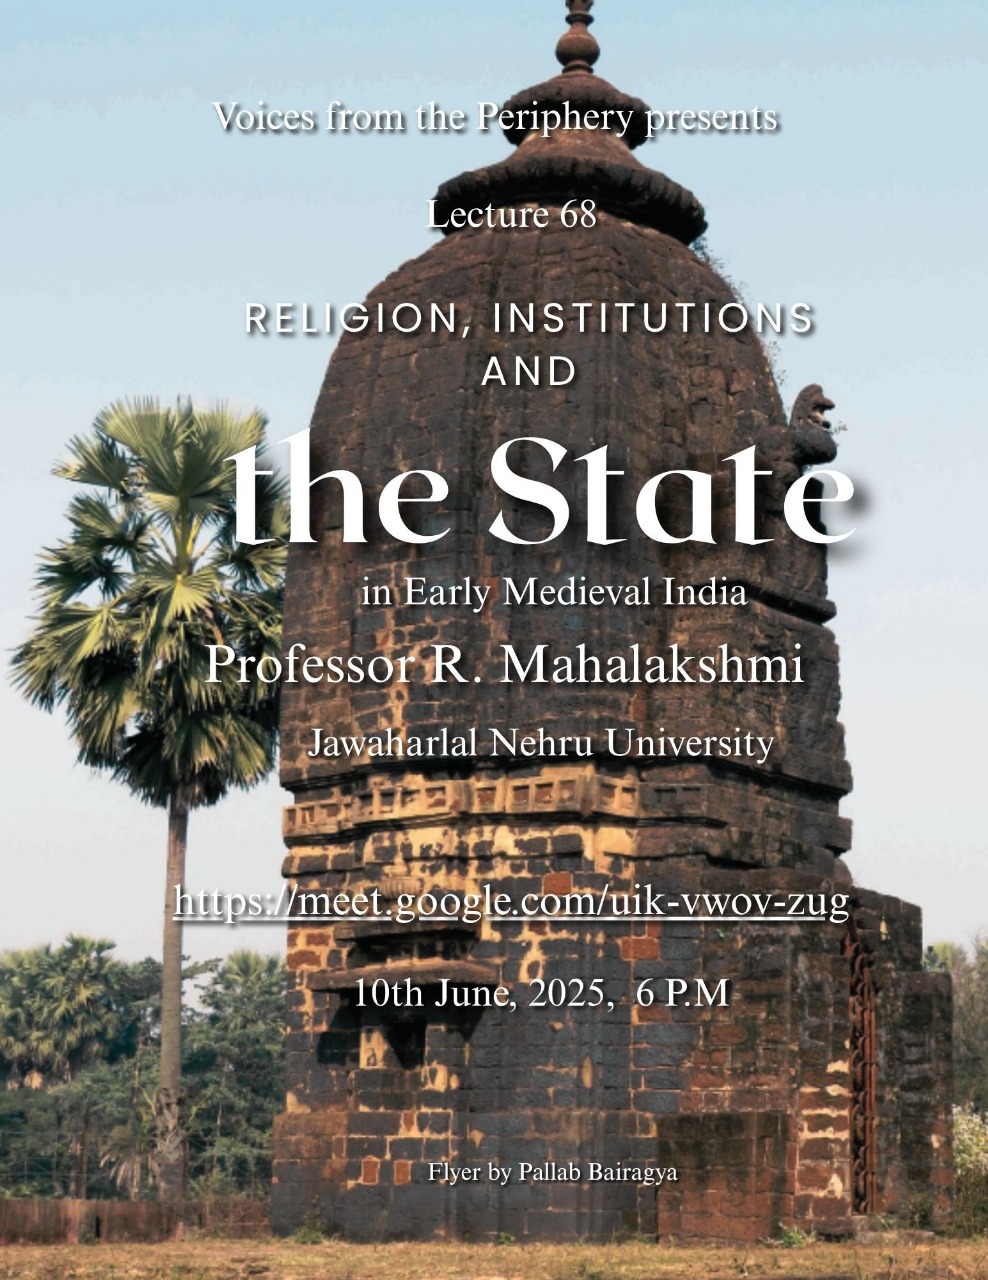 Voices from the Periphery presents
Lecture 68
RELIGION, INSTITUTIONS
AND
the State
in Early Medieval India
Professor R. Mahalakshmi
Jawaharlal Nehru University
https://meet.google.com/uik-vwov-zug
10th June, 2025,  6 P.M
Flyer by Pallab Bairagya